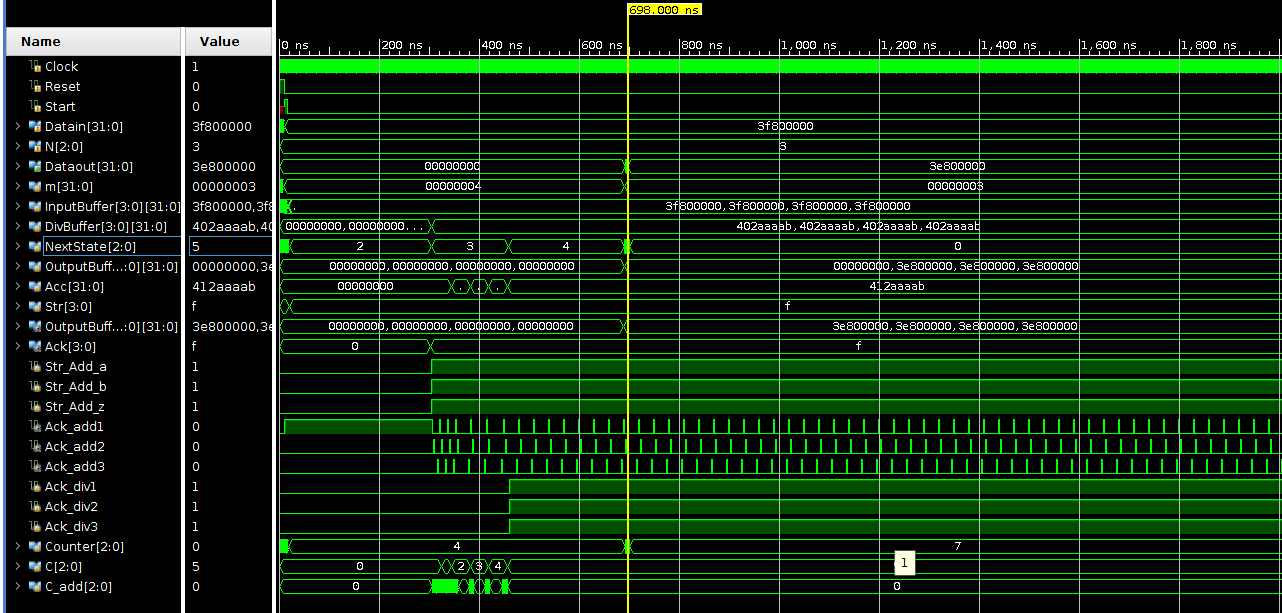 698.000 ns
Name Value 0 ns 200 ns 400 ns 600 ns 800 ns 1,000 ns 1,200 ns 1,400 ns 1,600 ns 1,800 ns
Clock 1
Reset 0
Start 0
Datain[31:0] 3f800000 3f800000
N[2:0] 3 3
Dataout[31:0] 3e800000 00000000 3e800000
m[31:0] 00000003 00000004 00000003
InputBuffer[3:0][31:0] 3f800000,3f8 . 3f800000,3f800000,3f800000,3f800000
DivBuffer[3:0][31:0] 402aaaab,40 00000000,00000000... 402aaaab,402aaaab,402aaaab,402aaaab
NextState[2:0] 5 2 3 4 0
OutputBuff...:0][31:0] 00000000,3e 00000000,00000000,00000000,00000000 00000000,3e800000,3e800000,3e800000
Acc[31:0] 412aaaab 00000000 . . . 412aaaab
Str[3:0] f f
OutputBuff...:0][31:0] 3e800000,3e 00000000,00000000,00000000,00000000 3e800000,3e800000,3e800000,3e800000
Ack[3:0] f 0 f
Str_Add_a 1
Str_Add_b 1
Str_Add_z 1
Ack_add1 0
Ack_add2 0
Ack_add3 0
Ack_div1 1
Ack_div2 1
Ack_div3 1
Counter[2:0] 0 4 7
C[2:0] 5 0 2 3 4 1
C_add[2:0] 0 0 0